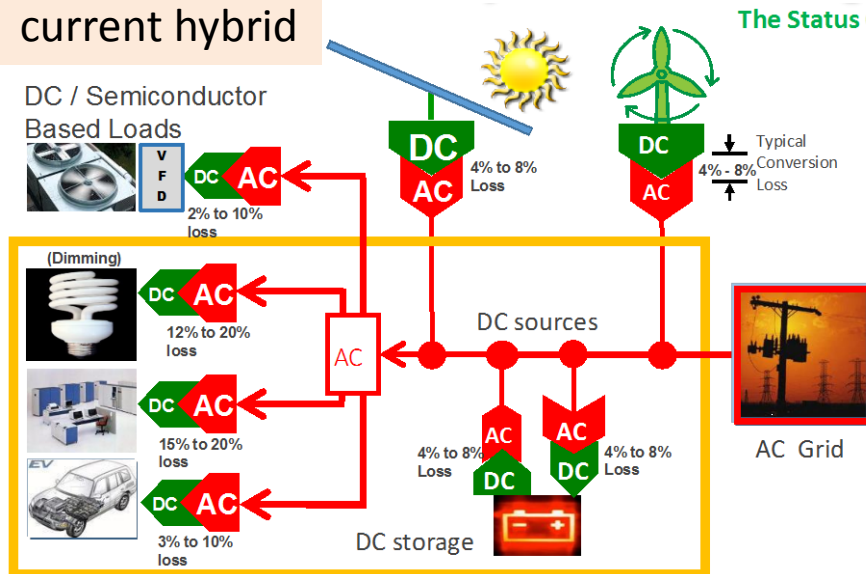 current hybrid
The Status
DC / Semiconductor
Based Loads
V
F
D
DC
AC
2% to 10%
loss
DC
AC
4% to 8%
Loss
DC
AC
4% - 8%
Typical
Conversion
Loss
(Dimming)
DC
AC
12% to 20%
loss
DC
AC
15% to 20%
loss
EV
DC
AC
3% to 10%
loss
AC
DC sources
AC
DC
4% to 8%
Loss
AC
DC
4% to 8%
Loss
DC storage
AC Grid